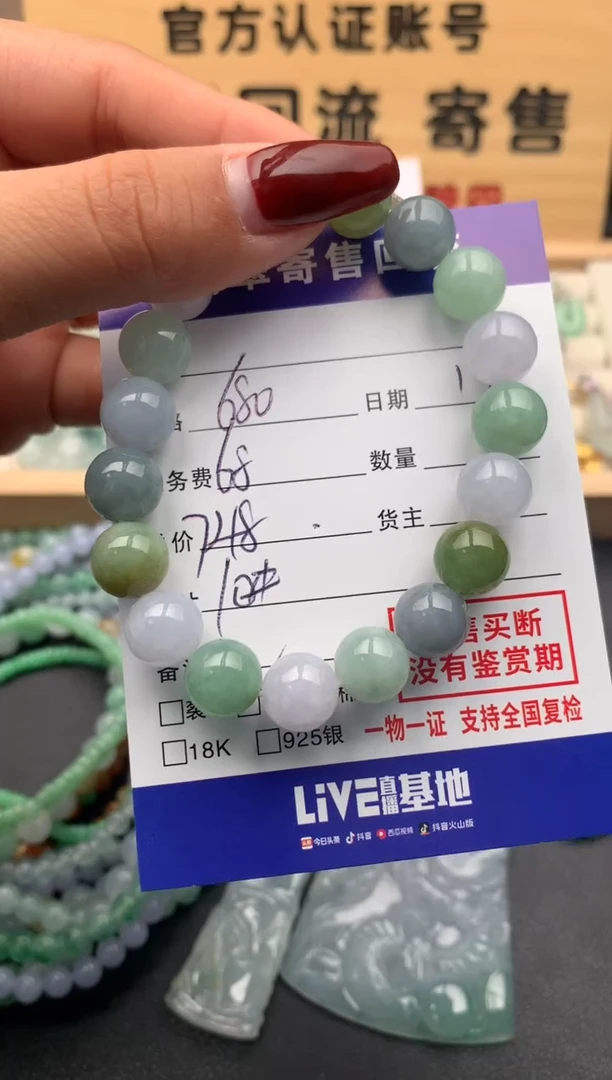 官方认证账号
回流 寄售
寄售回
680
日期
务费 68
数量
价 748
货主
10#
售买断
没有鉴赏期
备
18K
925银
一物一证 支持全国复检
LiVE直播基地
今日头条 抖音 西瓜视频 抖音火山版